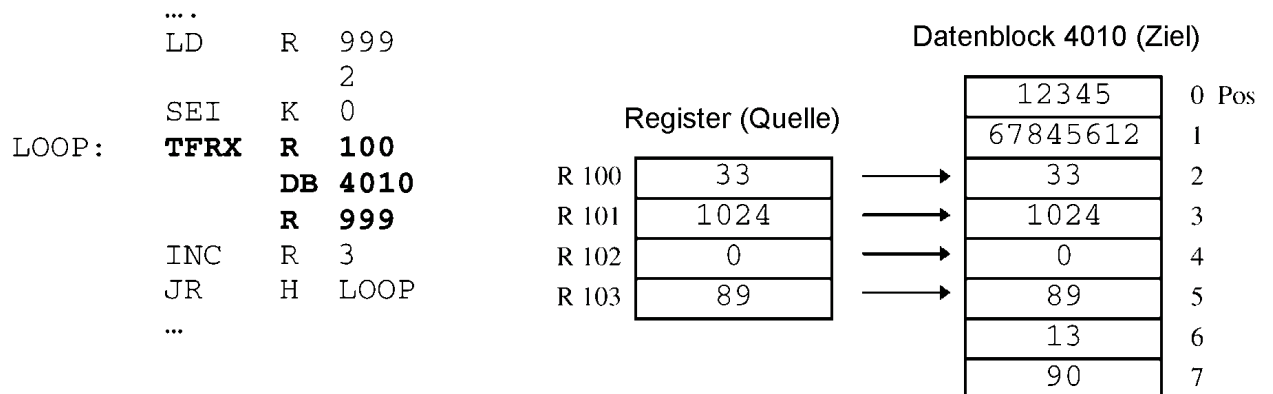 ….
LD R 999
2
SEI K 0
LOOP: TFRX R 100
DB 4010
R 999
INC R 3
JR H LOOP
…
Register (Quelle)
R 100 33
R 101 1024
R 102 0
R 103 89
Datenblock 4010 (Ziel)
12345 0 Pos
67845612 1
33 2
1024 3
0 4
89 5
13 6
90 7